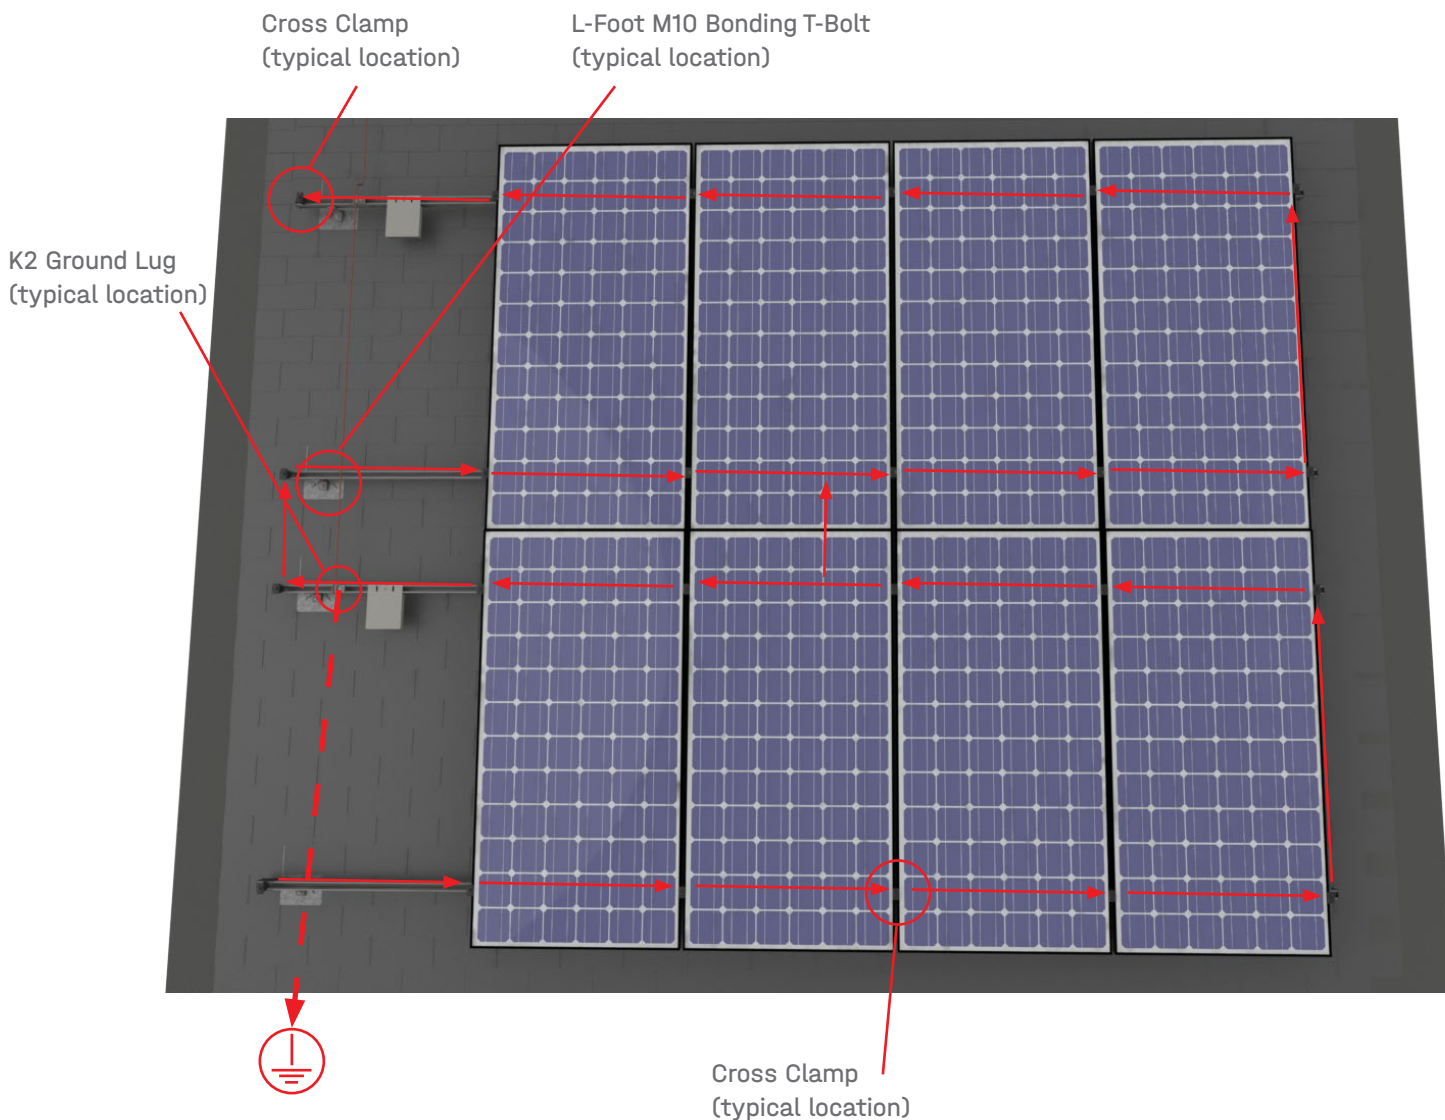 Cross Clamp
(typical location)
L-Foot M10 Bonding T-Bolt
(typical location)
K2 Ground Lug
(typical location)
Cross Clamp
(typical location)